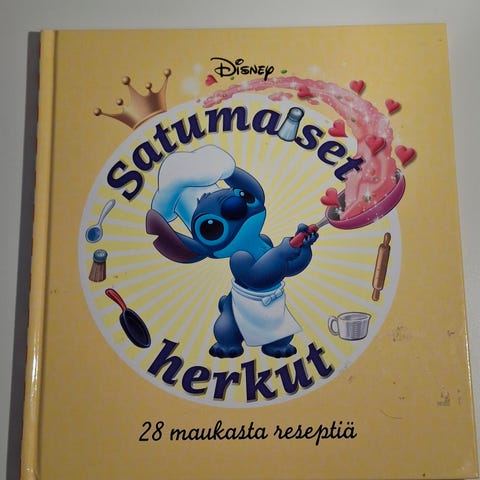 Disney
Satumaiset
herkut
28 maukasta reseptiä